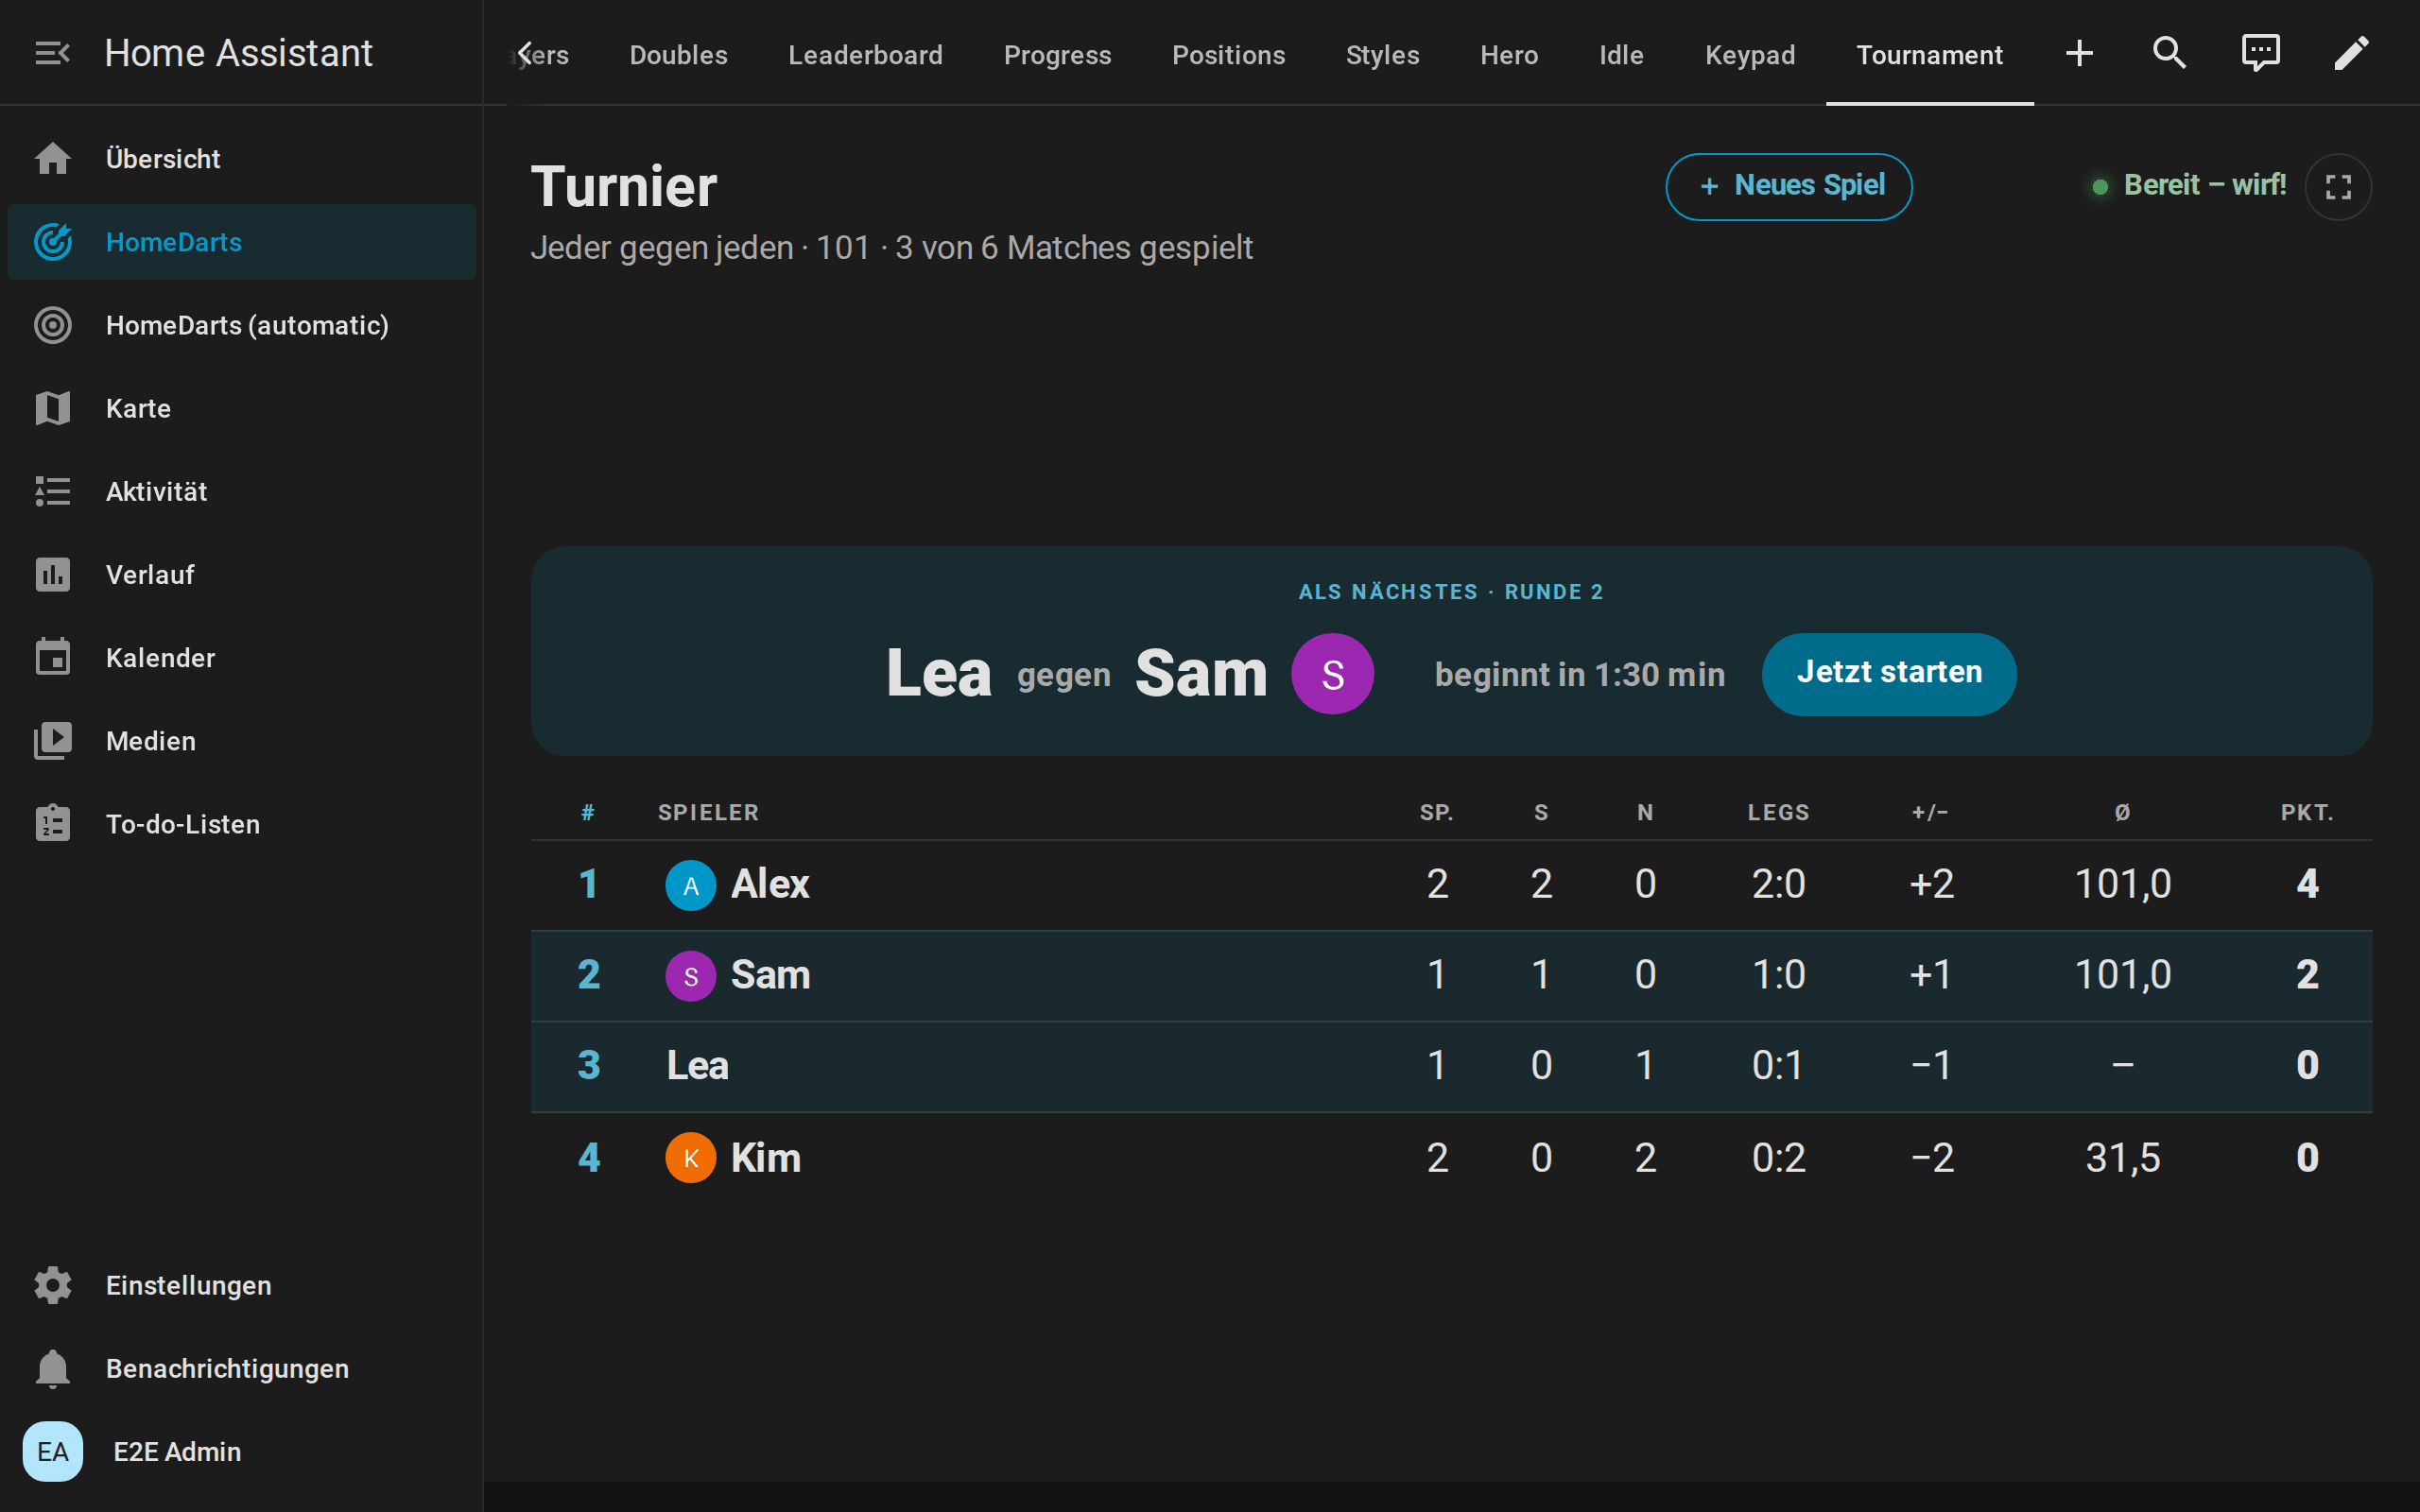 Home Assistant
ayers Doubles Leaderboard Progress Positions Styles Hero Idle Keypad Tournament
Übersicht
HomeDarts
HomeDarts (automatic)
Karte
Aktivität
Verlauf
Kalender
Medien
To-do-Listen
Einstellungen
Benachrichtigungen
EA E2E Admin
Turnier
+ Neues Spiel
Bereit – wirf!
Jeder gegen jeden · 101 · 3 von 6 Matches gespielt
ALS NÄCHSTES · RUNDE 2
Lea gegen Sam S beginnt in 1:30 min Jetzt starten
# SPIELER SP. S N LEGS +/− Ø PKT.
1 A Alex 2 2 0 2:0 +2 101,0 4
2 S Sam 1 1 0 1:0 +1 101,0 2
3 Lea 1 0 1 0:1 −1 – 0
4 K Kim 2 0 2 0:2 −2 31,5 0